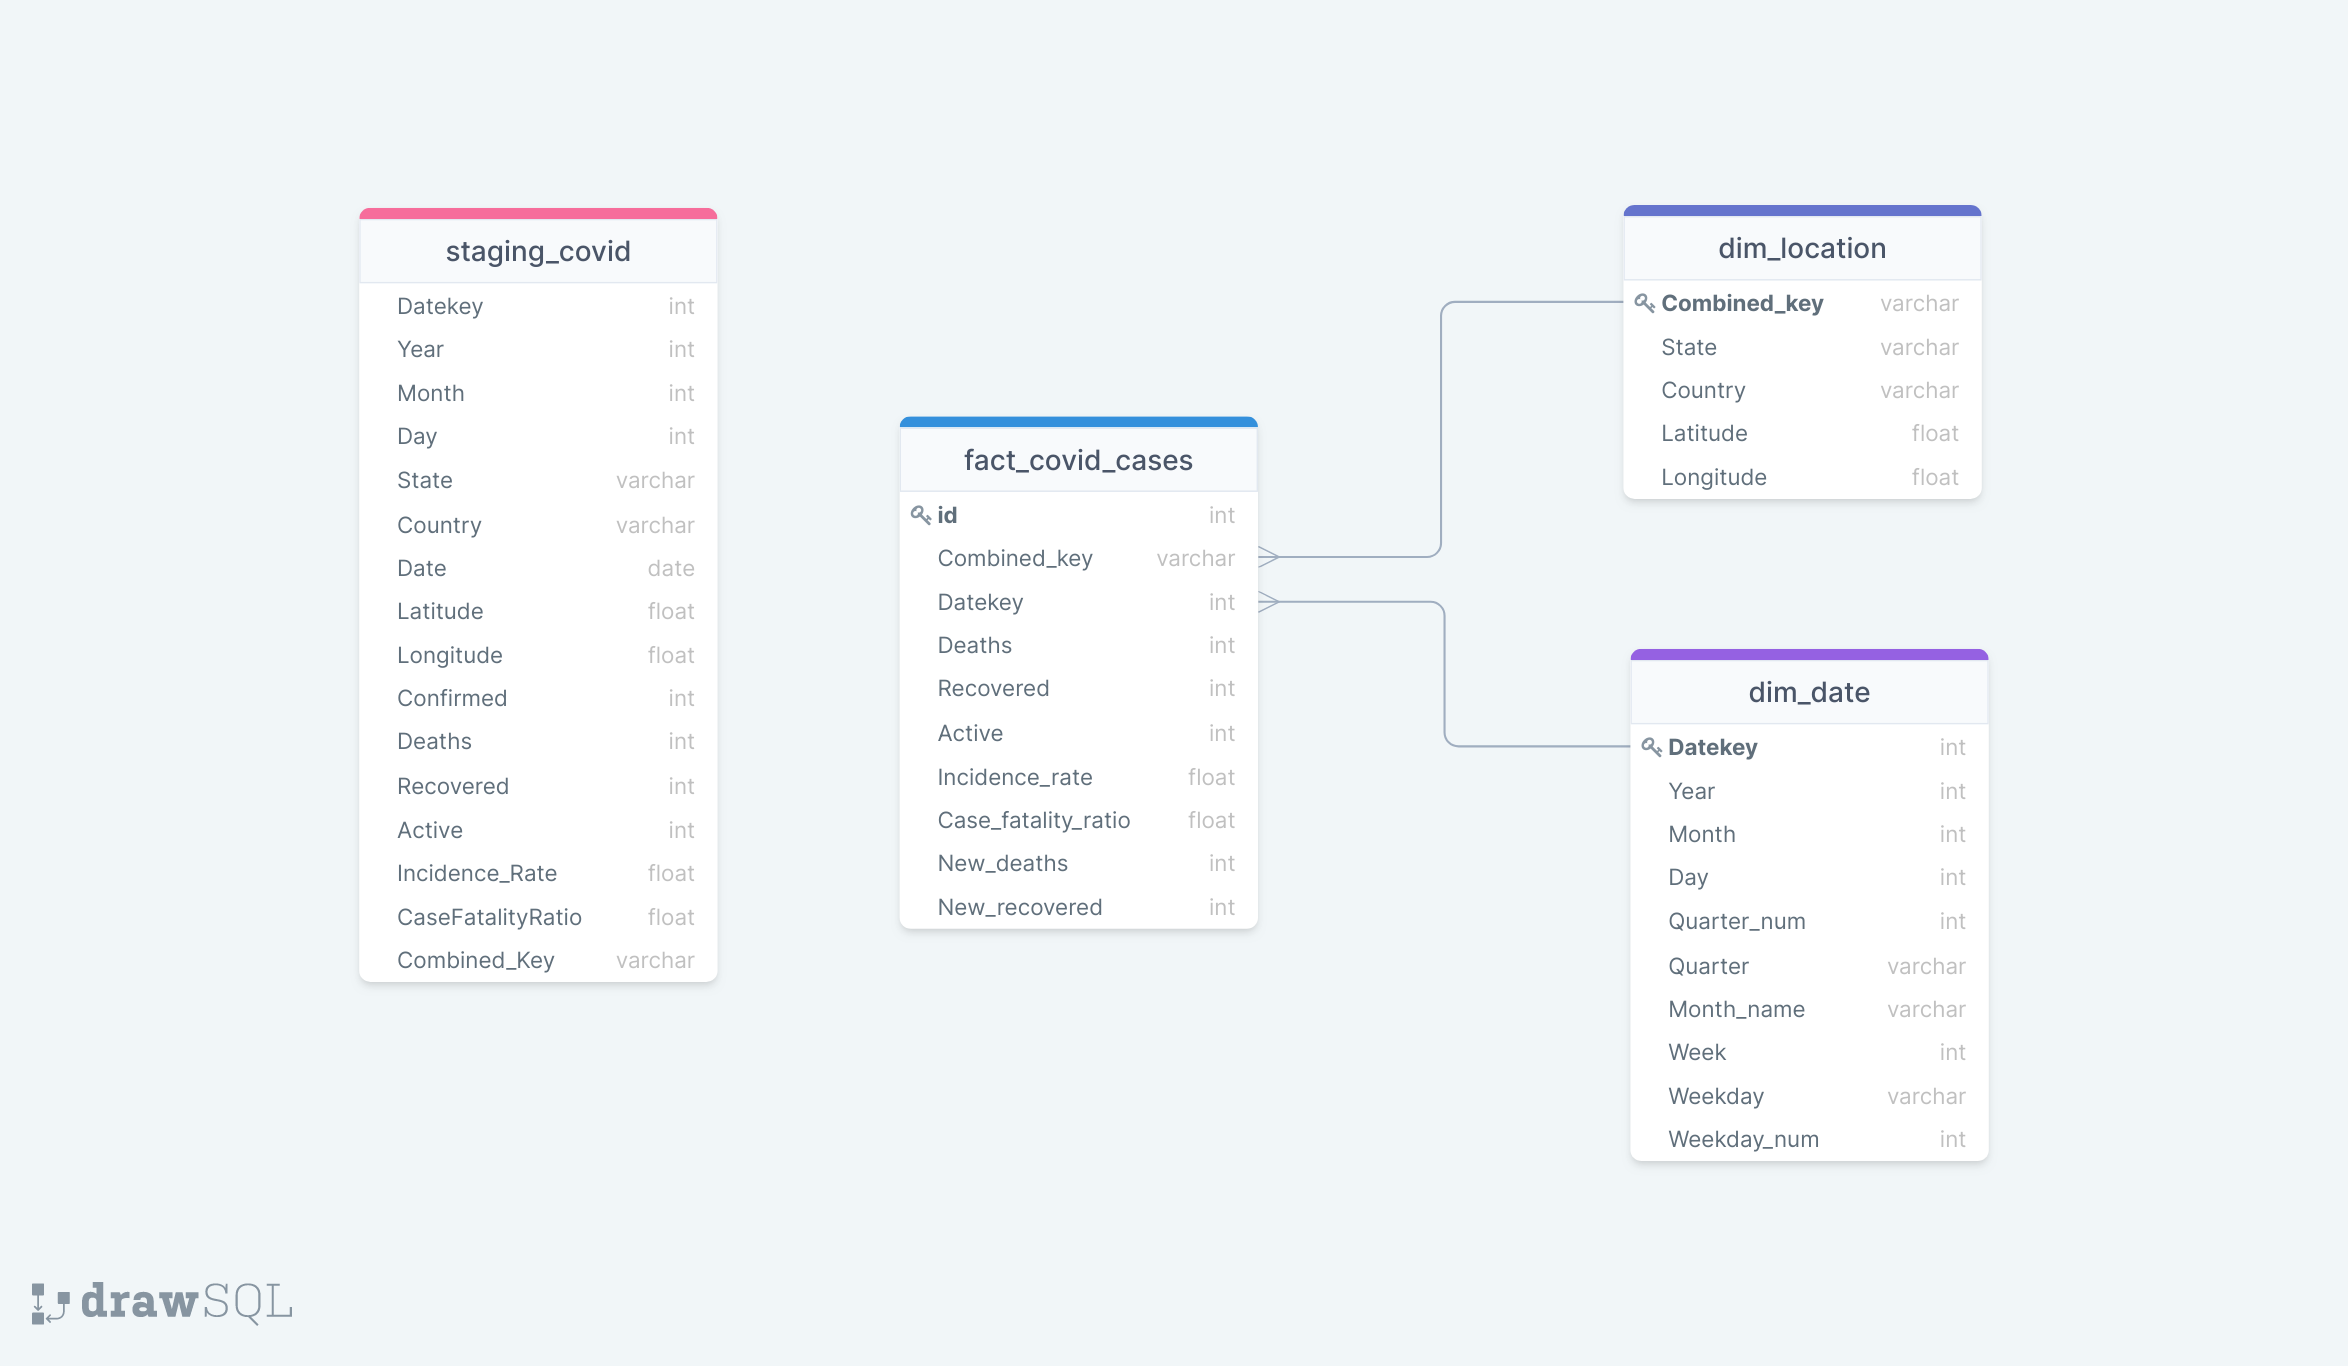 staging_covid
Datekey int
Year int
Month int
Day int
State varchar
Country varchar
Date date
Latitude float
Longitude float
Confirmed int
Deaths int
Recovered int
Active int
Incidence_Rate float
CaseFatalityRatio float
Combined_Key varchar
fact_covid_cases
id int
Combined_key varchar
Datekey int
Deaths int
Recovered int
Active int
Incidence_rate float
Case_fatality_ratio float
New_deaths int
New_recovered int
dim_location
Combined_key varchar
State varchar
Country varchar
Latitude float
Longitude float
dim_date
Datekey int
Year int
Month int
Day int
Quarter_num int
Quarter varchar
Month_name varchar
Week int
Weekday varchar
Weekday_num int
drawSQL